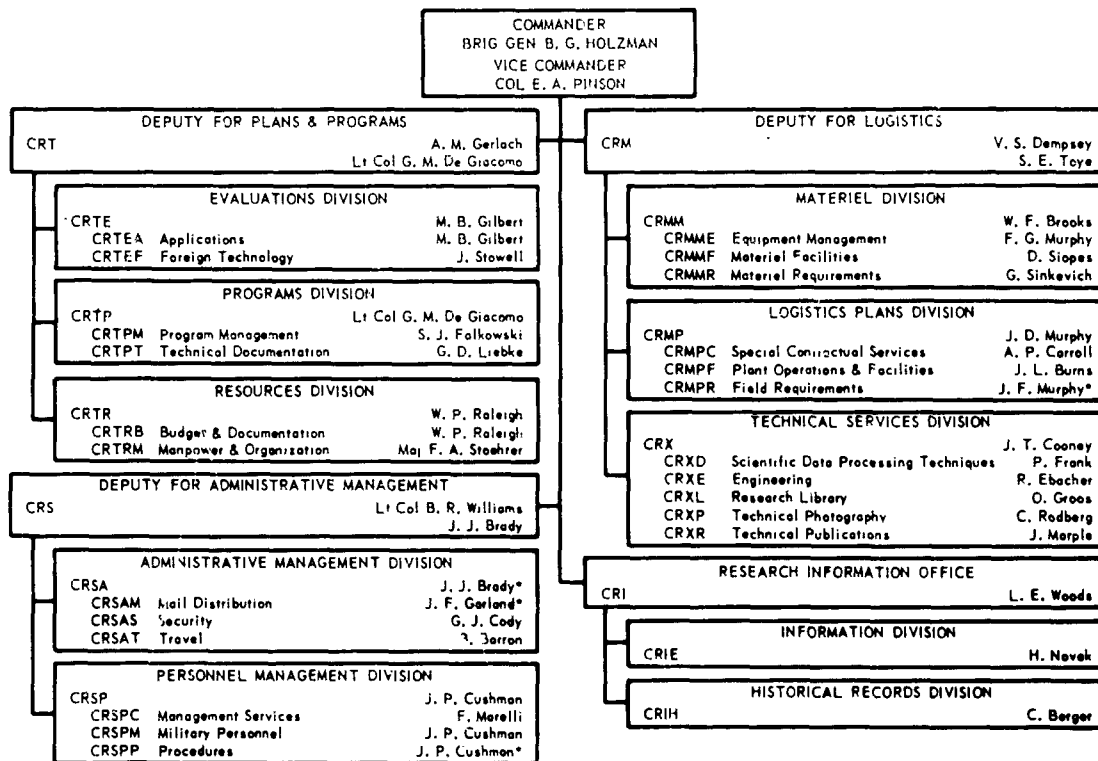 COMMANDER
BRIG GEN B. G. HOLZMAN
VICE COMMANDER
COL E. A. PINSON
DEPUTY FOR PLANS & PROGRAMS
CRT A. M. Gerlach
Lt Col G. M. De Giacomo
EVALUATIONS DIVISION
CRTE M. B. Gilbert
CRTEA Applications M. B. Gilbert
CRTEF Foreign Technology J. Stowell
PROGRAMS DIVISION
CRTP Lt Col G. M. De Giacomo
CRTPM Program Management S. J. Falkowski
CRTPT Technical Documentation G. D. Liebke
RESOURCES DIVISION
CRTR W. P. Raleigh
CRTRB Budget & Documentation W. P. Raleigh
CRTRM Manpower & Organization Maj F. A. Stoehrer
DEPUTY FOR ADMINISTRATIVE MANAGEMENT
CRS Lt Col B. R. Williams
J. J. Brady
ADMINISTRATIVE MANAGEMENT DIVISION
CRSA J. J. Brady*
CRSAM Mail Distribution J. F. Garland*
CRSAS Security G. J. Cody
CRSAT Travel B. Barron
PERSONNEL MANAGEMENT DIVISION
CRSP J. P. Cushman
CRSPC Management Services F. Morelli
CRSPM Military Personnel J. P. Cushman
CRSPP Procedures J. P. Cushman*
DEPUTY FOR LOGISTICS
CRM V. S. Dempsey
S. E. Toye
MATERIEL DIVISION
CRMM W. F. Brooks
CRMME Equipment Management F. G. Murphy
CRMMF Materiel Facilities D. Siopes
CRMMR Materiel Requirements G. Sinkevich
LOGISTICS PLANS DIVISION
CRMP J. D. Murphy
CRMPC Special Contractual Services A. P. Carroll
CRMPF Plant Operations & Facilities J. L. Burns
CRMPR Field Requirements J. F. Murphy*
TECHNICAL SERVICES DIVISION
CRX J. T. Cooney
CRXD Scientific Data Processing Techniques P. Frank
CRXE Engineering R. Ebacher
CRXL Research Library O. Groos
CRXP Technical Photography C. Rodberg
CRXR Technical Publications J. Marple
RESEARCH INFORMATION OFFICE
CRI L. E. Woods
INFORMATION DIVISION
CRIE H. Novak
HISTORICAL RECORDS DIVISION
CRIH C. Berger